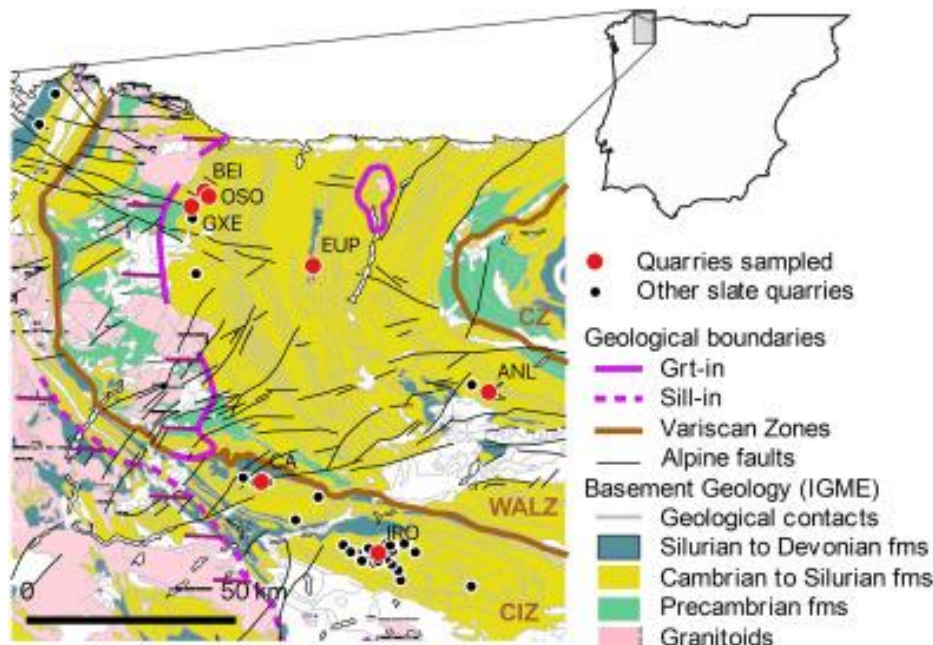 BEI
OSO
GXE
EUP
CZ
ANL
CA
WALZ
IRO
CIZ
0 50 km
Quarries sampled
Other slate quarries
Geological boundaries
Grt-in
Sill-in
Variscan Zones
Alpine faults
Basement Geology (IGME)
Geological contacts
Silurian to Devonian fms
Cambrian to Silurian fms
Precambrian fms
Granitoids